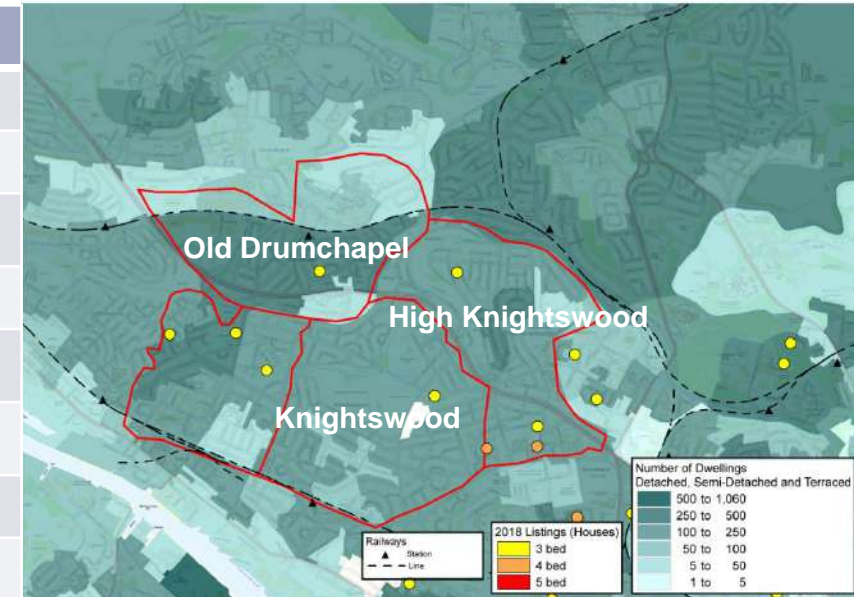 Old Drumchapel
High Knightswood
Knightswood
Railways
Station
Line
2018 Listings (Houses)
3 bed
4 bed
5 bed
Number of Dwellings
Detached, Semi-Detached and Terraced
500 to 1,060
250 to 500
100 to 250
50 to 100
5 to 50
1 to 5